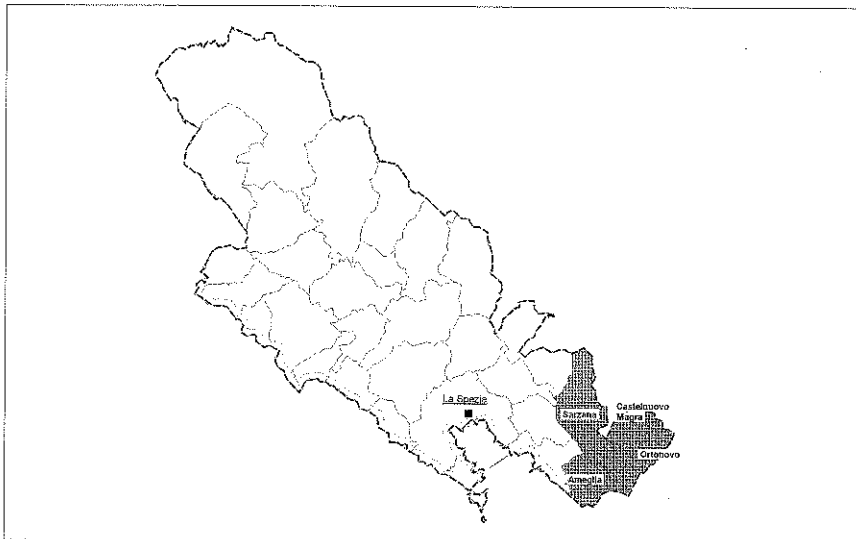 La Spezia
Castelnuovo
Magra
Sarzana
Ortonovo
Ameglia